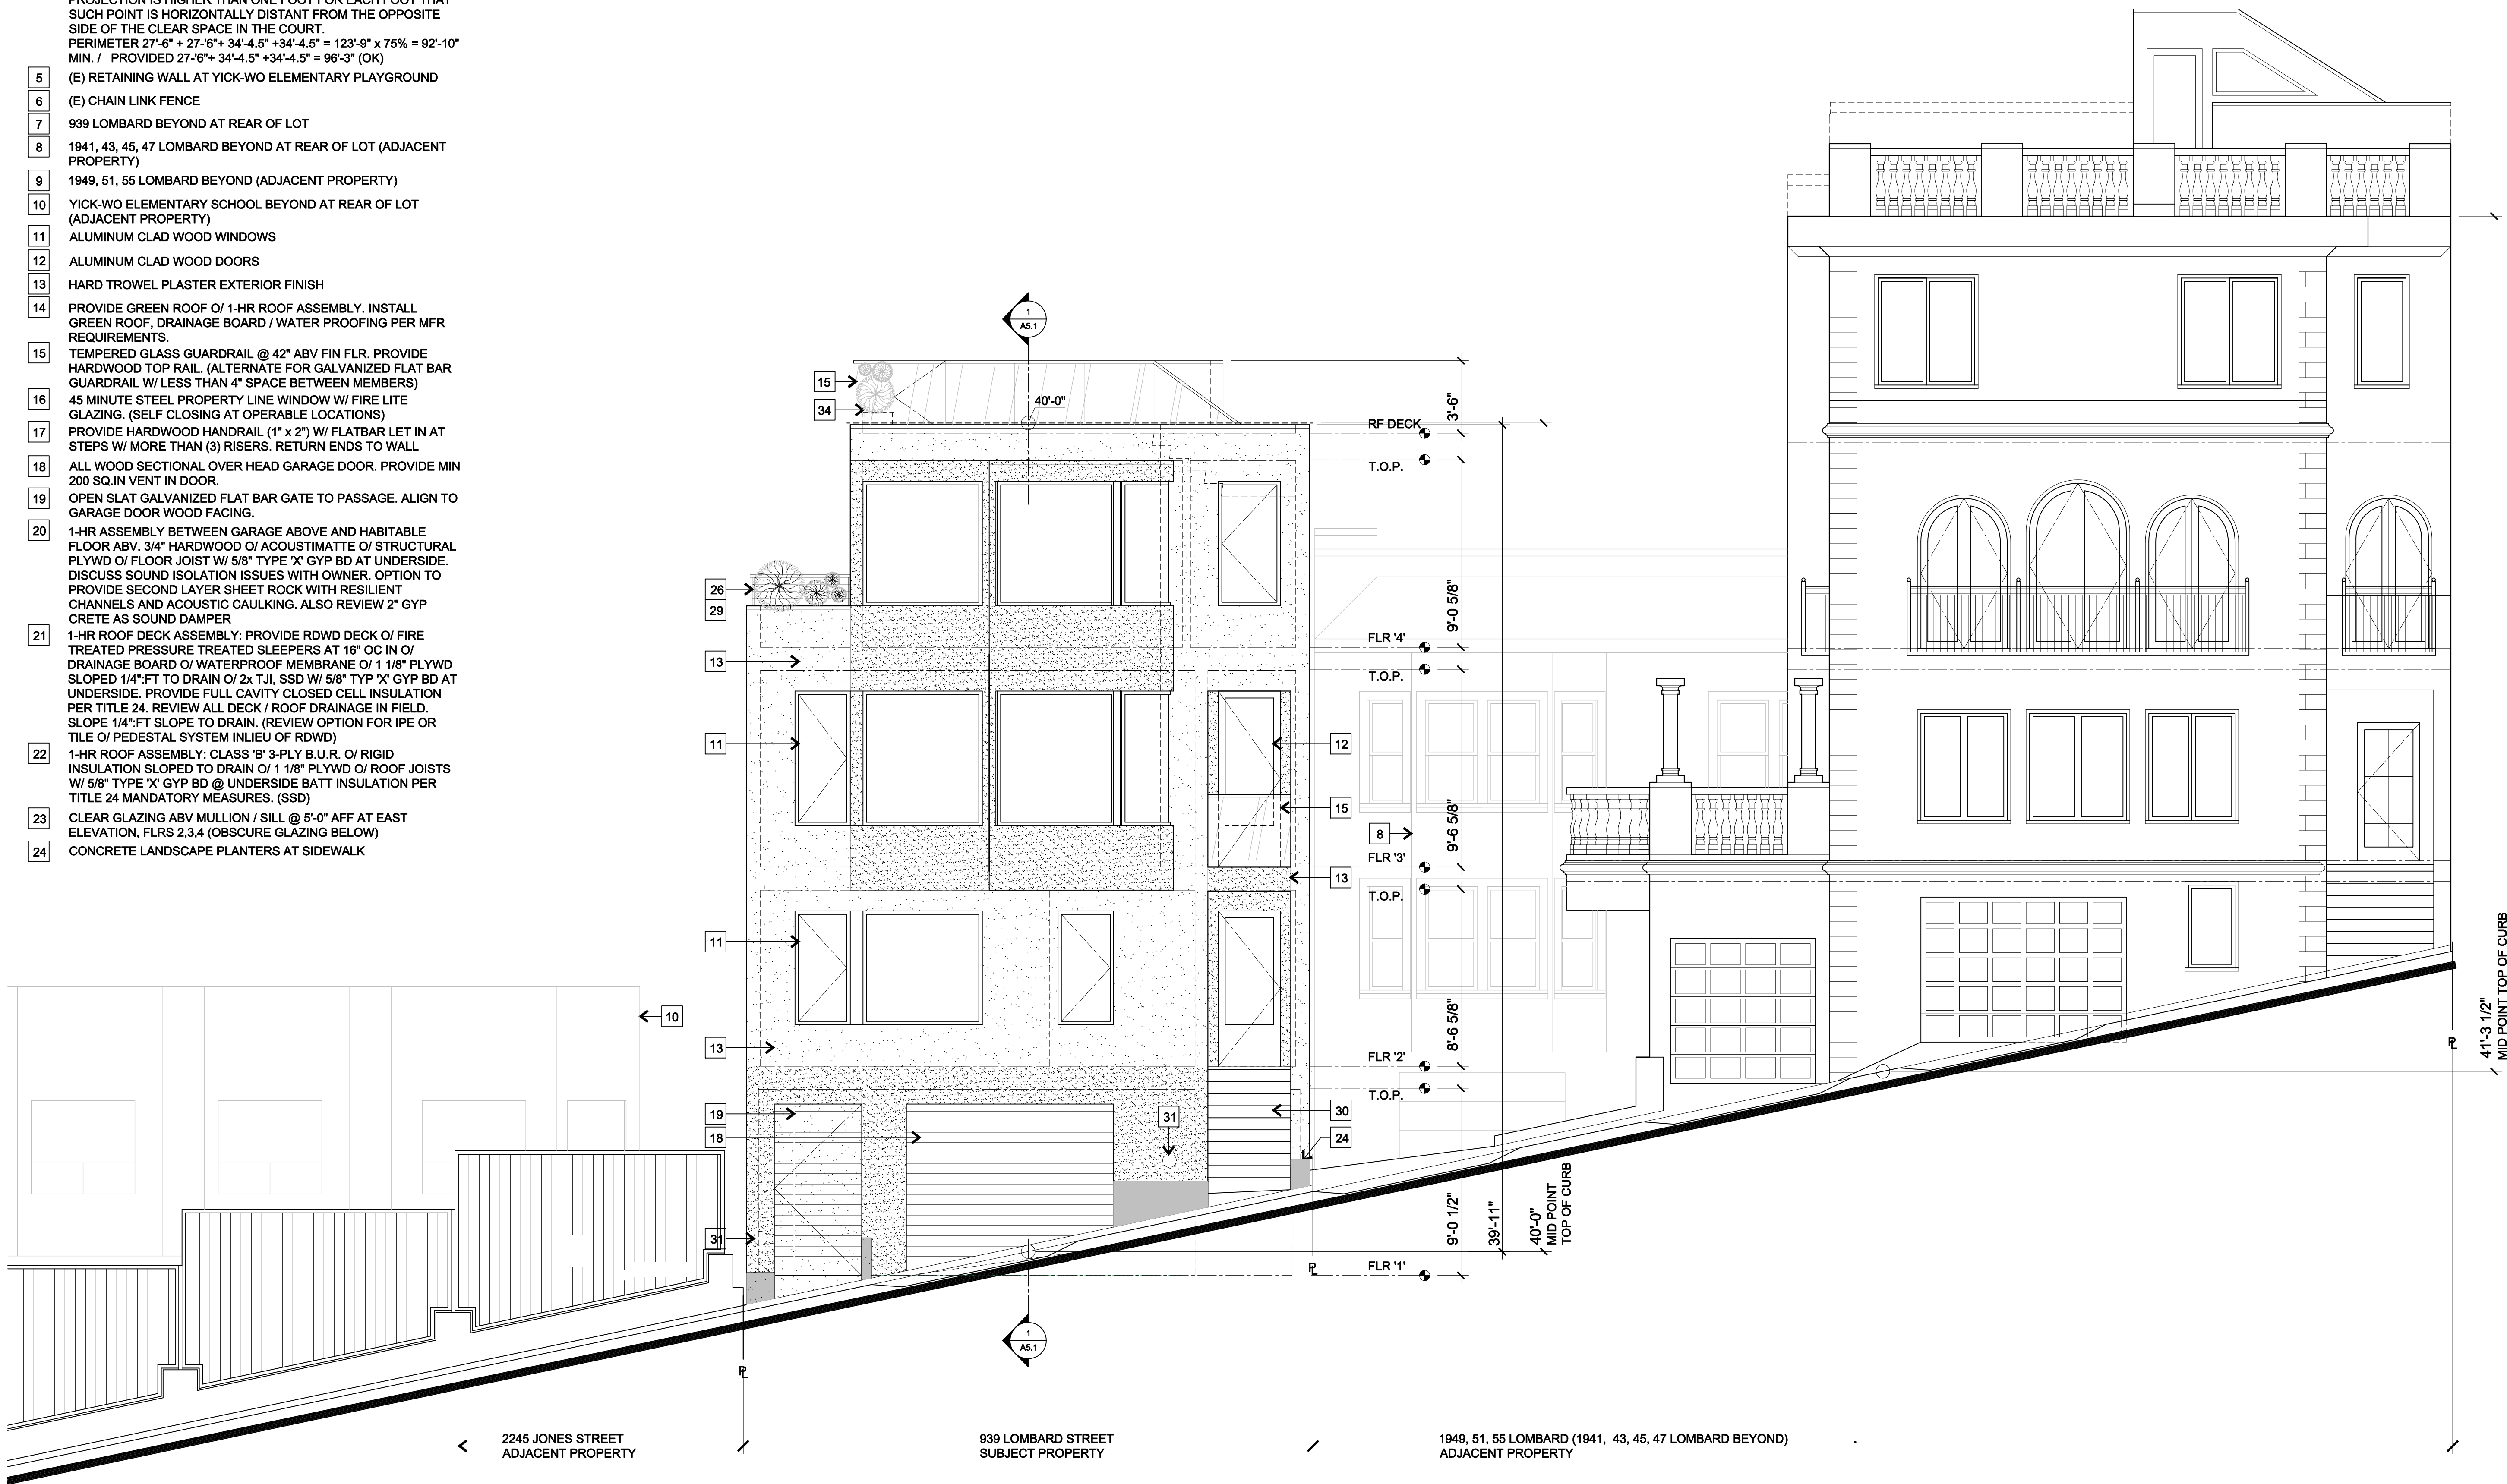 PROJECTION IS HIGHER THAN ONE FOOT FOR EACH FOOT THAT
SUCH POINT IS HORIZONTALLY DISTANT FROM THE OPPOSITE
SIDE OF THE CLEAR SPACE IN THE COURT.
PERIMETER 27'-6" + 27-'6"+ 34'-4.5" +34'-4.5" = 123'-9" x 75% = 92'-10"
MIN. / PROVIDED 27-'6"+ 34'-4.5" +34'-4.5" = 96'-3" (OK)
5 (E) RETAINING WALL AT YICK-WO ELEMENTARY PLAYGROUND
6 (E) CHAIN LINK FENCE
7 939 LOMBARD BEYOND AT REAR OF LOT
8 1941, 43, 45, 47 LOMBARD BEYOND AT REAR OF LOT (ADJACENT
PROPERTY)
9 1949, 51, 55 LOMBARD BEYOND (ADJACENT PROPERTY)
10 YICK-WO ELEMENTARY SCHOOL BEYOND AT REAR OF LOT
(ADJACENT PROPERTY)
11 ALUMINUM CLAD WOOD WINDOWS
12 ALUMINUM CLAD WOOD DOORS
13 HARD TROWEL PLASTER EXTERIOR FINISH
14 PROVIDE GREEN ROOF O/ 1-HR ROOF ASSEMBLY. INSTALL
GREEN ROOF, DRAINAGE BOARD / WATER PROOFING PER MFR
REQUIREMENTS.
15 TEMPERED GLASS GUARDRAIL @ 42" ABV FIN FLR. PROVIDE
HARDWOOD TOP RAIL. (ALTERNATE FOR GALVANIZED FLAT BAR
GUARDRAIL W/ LESS THAN 4" SPACE BETWEEN MEMBERS)
16 45 MINUTE STEEL PROPERTY LINE WINDOW W/ FIRE LITE
GLAZING. (SELF CLOSING AT OPERABLE LOCATIONS)
17 PROVIDE HARDWOOD HANDRAIL (1" x 2") W/ FLATBAR LET IN AT
STEPS W/ MORE THAN (3) RISERS. RETURN ENDS TO WALL
18 ALL WOOD SECTIONAL OVER HEAD GARAGE DOOR. PROVIDE MIN
200 SQ.IN VENT IN DOOR.
19 OPEN SLAT GALVANIZED FLAT BAR GATE TO PASSAGE. ALIGN TO
GARAGE DOOR WOOD FACING.
20 1-HR ASSEMBLY BETWEEN GARAGE ABOVE AND HABITABLE
FLOOR ABV. 3/4" HARDWOOD O/ ACOUSTIMATTE O/ STRUCTURAL
PLYWD O/ FLOOR JOIST W/ 5/8" TYPE 'X' GYP BD AT UNDERSIDE.
DISCUSS SOUND ISOLATION ISSUES WITH OWNER. OPTION TO
PROVIDE SECOND LAYER SHEET ROCK WITH RESILIENT
CHANNELS AND ACOUSTIC CAULKING. ALSO REVIEW 2" GYP
CRETE AS SOUND DAMPER
21 1-HR ROOF DECK ASSEMBLY: PROVIDE RDWD DECK O/ FIRE
TREATED PRESSURE TREATED SLEEPERS AT 16" OC IN O/
DRAINAGE BOARD O/ WATERPROOF MEMBRANE O/ 1 1/8" PLYWD
SLOPED 1/4":FT TO DRAIN O/ 2x TJI, SSD W/ 5/8" TYP 'X' GYP BD AT
UNDERSIDE. PROVIDE FULL CAVITY CLOSED CELL INSULATION
PER TITLE 24. REVIEW ALL DECK / ROOF DRAINAGE IN FIELD.
SLOPE 1/4":FT SLOPE TO DRAIN. (REVIEW OPTION FOR IPE OR
TILE O/ PEDESTAL SYSTEM INLIEU OF RDWD)
22 1-HR ROOF ASSEMBLY: CLASS 'B' 3-PLY B.U.R. O/ RIGID
INSULATION SLOPED TO DRAIN O/ 1 1/8" PLYWD O/ ROOF JOISTS
W/ 5/8" TYPE 'X' GYP BD @ UNDERSIDE BATT INSULATION PER
TITLE 24 MANDATORY MEASURES. (SSD)
23 CLEAR GLAZING ABV MULLION / SILL @ 5'-0" AFF AT EAST
ELEVATION, FLRS 2,3,4 (OBSCURE GLAZING BELOW)
24 CONCRETE LANDSCAPE PLANTERS AT SIDEWALK
1
A5.1
15
34
40'-0"
RF DECK
3'-6"
T.O.P.
26
29
9'-0 5/8"
FLR '4'
13
T.O.P.
11
12
15
8
9'-6 5/8"
FLR '3'
13
T.O.P.
11
10
13
8'-6 5/8"
FLR '2'
T.O.P.
19
18
31
30
24
31
9'-0 1/2"
39'-11"
40'-0"
MID POINT
TOP OF CURB
FLR '1'
41'-3 1/2"
MID POINT TOP OF CURB
PL
PL
PL
1
A5.1
2245 JONES STREET
ADJACENT PROPERTY
939 LOMBARD STREET
SUBJECT PROPERTY
1949, 51, 55 LOMBARD (1941, 43, 45, 47 LOMBARD BEYOND)
ADJACENT PROPERTY